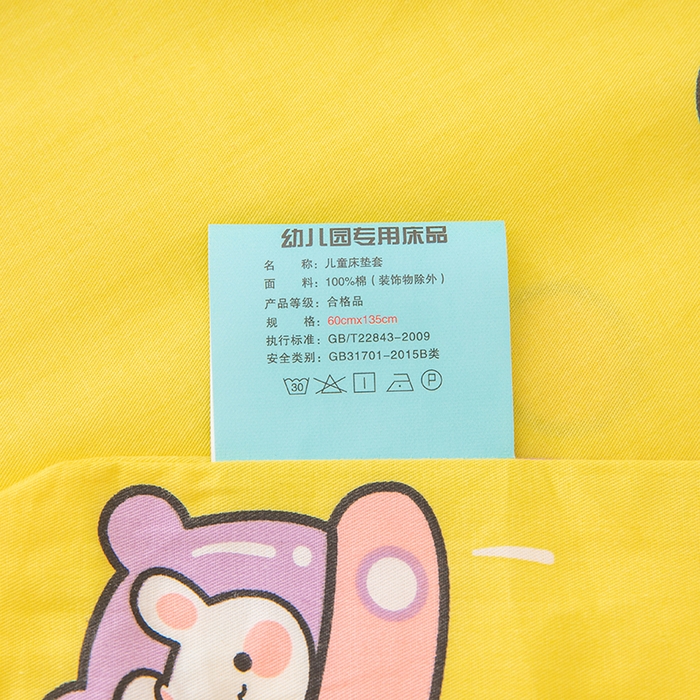 幼儿园专用床品
名 称：儿童床垫套
面 料：100%棉（装饰物除外）
产品等级：合格品
规 格：60cmx135cm
执行标准：GB/T22843-2009
安全类别：GB31701-2015B类
30 P